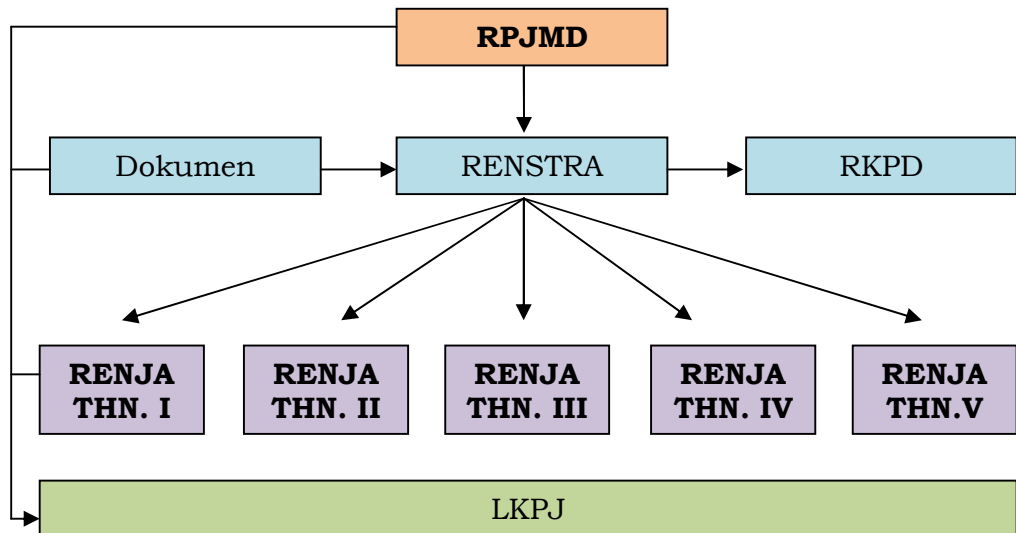 RPJMD
Dokumen
RENSTRA
RKPD
RENJA
THN. I
RENJA
THN. II
RENJA
THN. III
RENJA
THN. IV
RENJA
THN.V
LKPJ